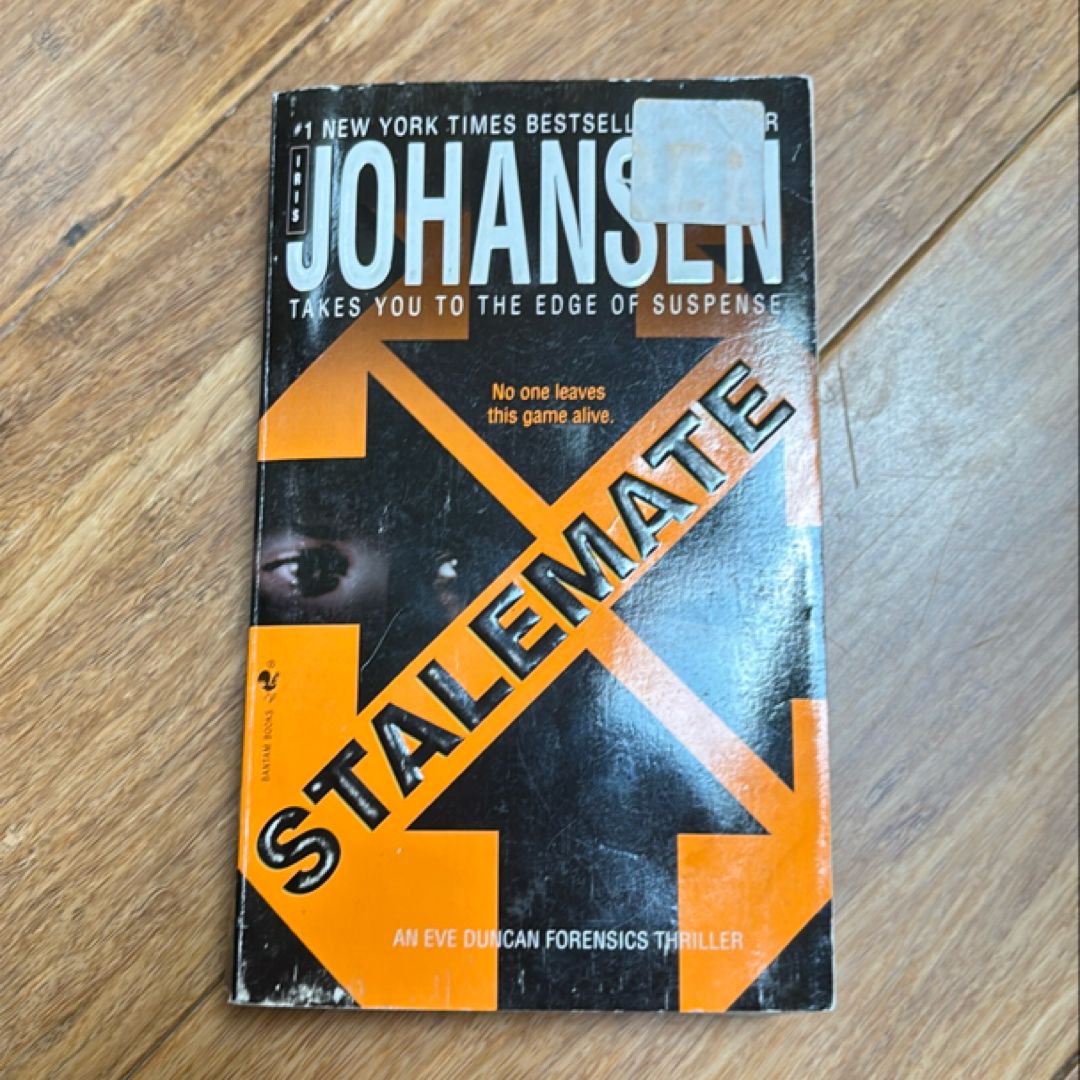 #1 NEW YORK TIMES BESTSELL R
IRIS
JOHANSEN
TAKES YOU TO THE EDGE OF SUSPENSE
No one leaves
this game alive.
STALEMATE
BANTAM BOOKS
AN EVE DUNCAN FORENSICS THRILLER